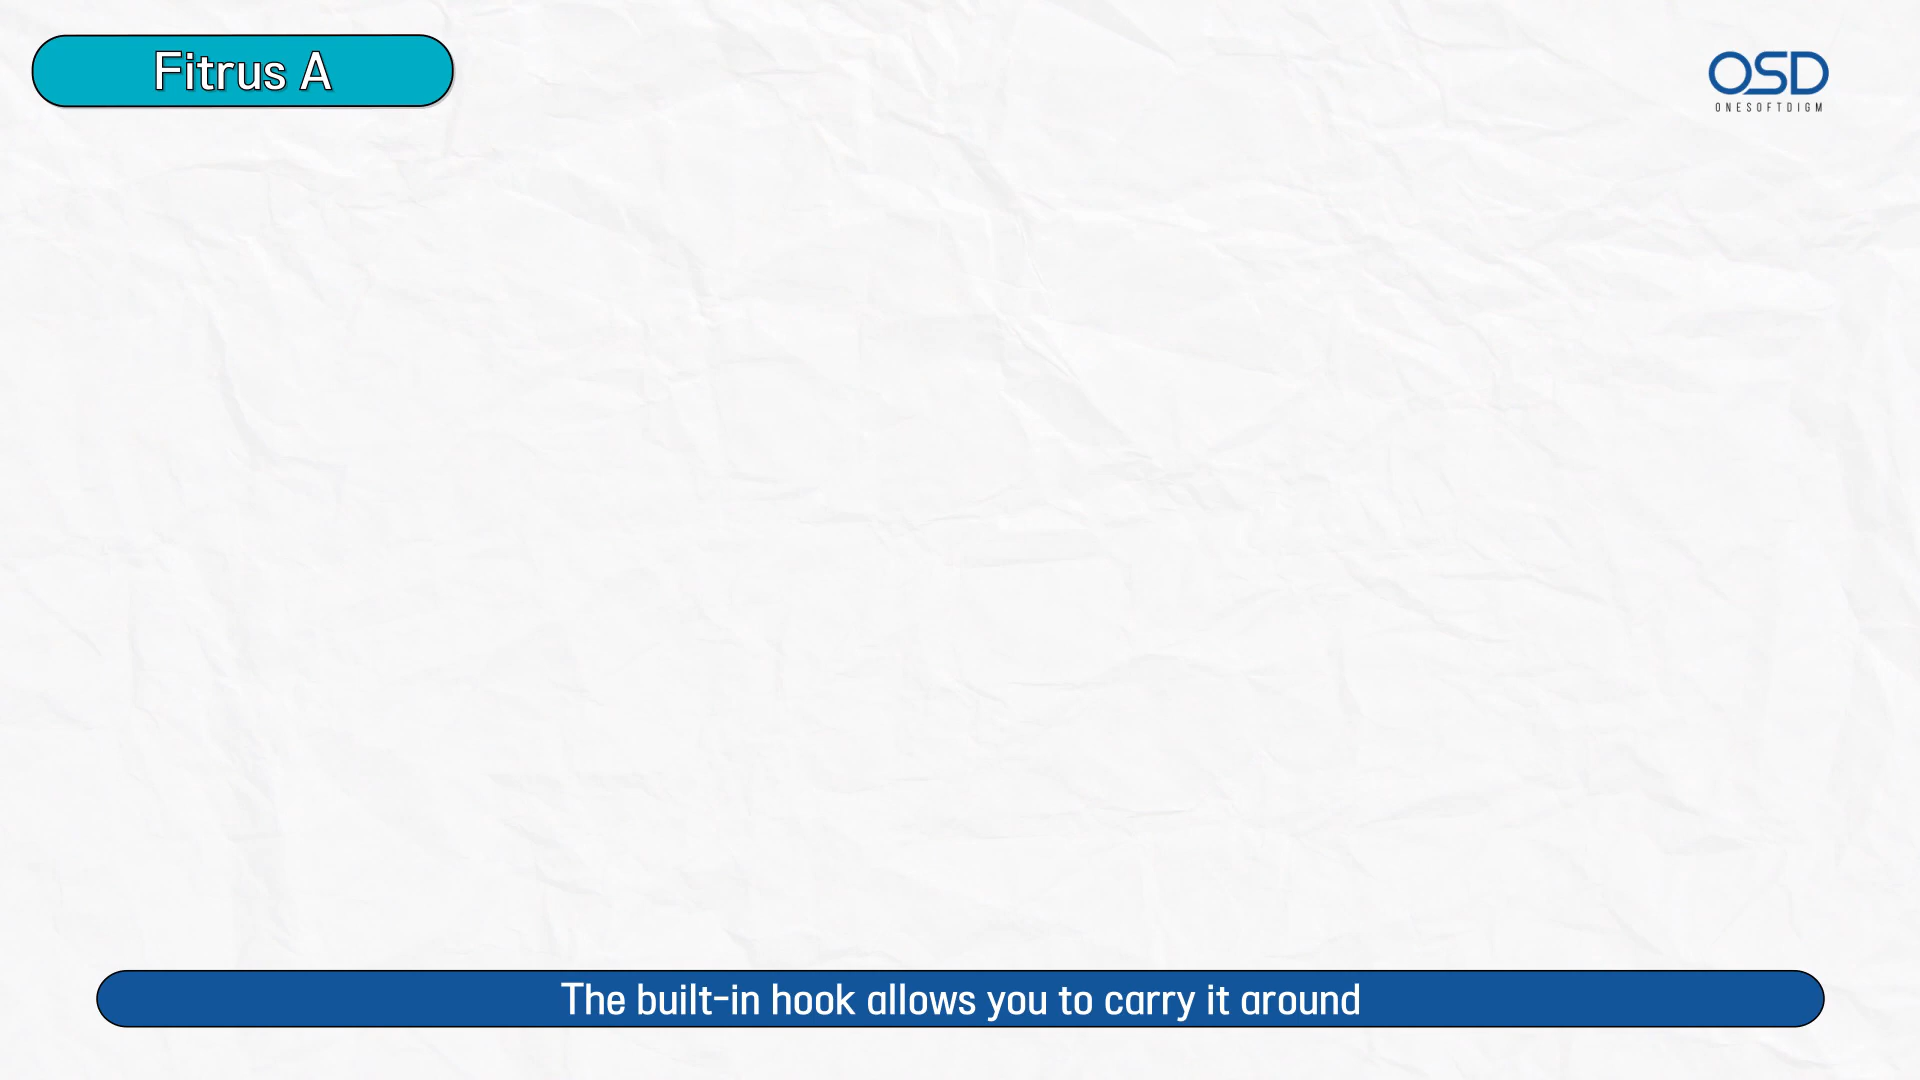 Fitrus A
OSD
ONESOFTDIGM
The built-in hook allows you to carry it around